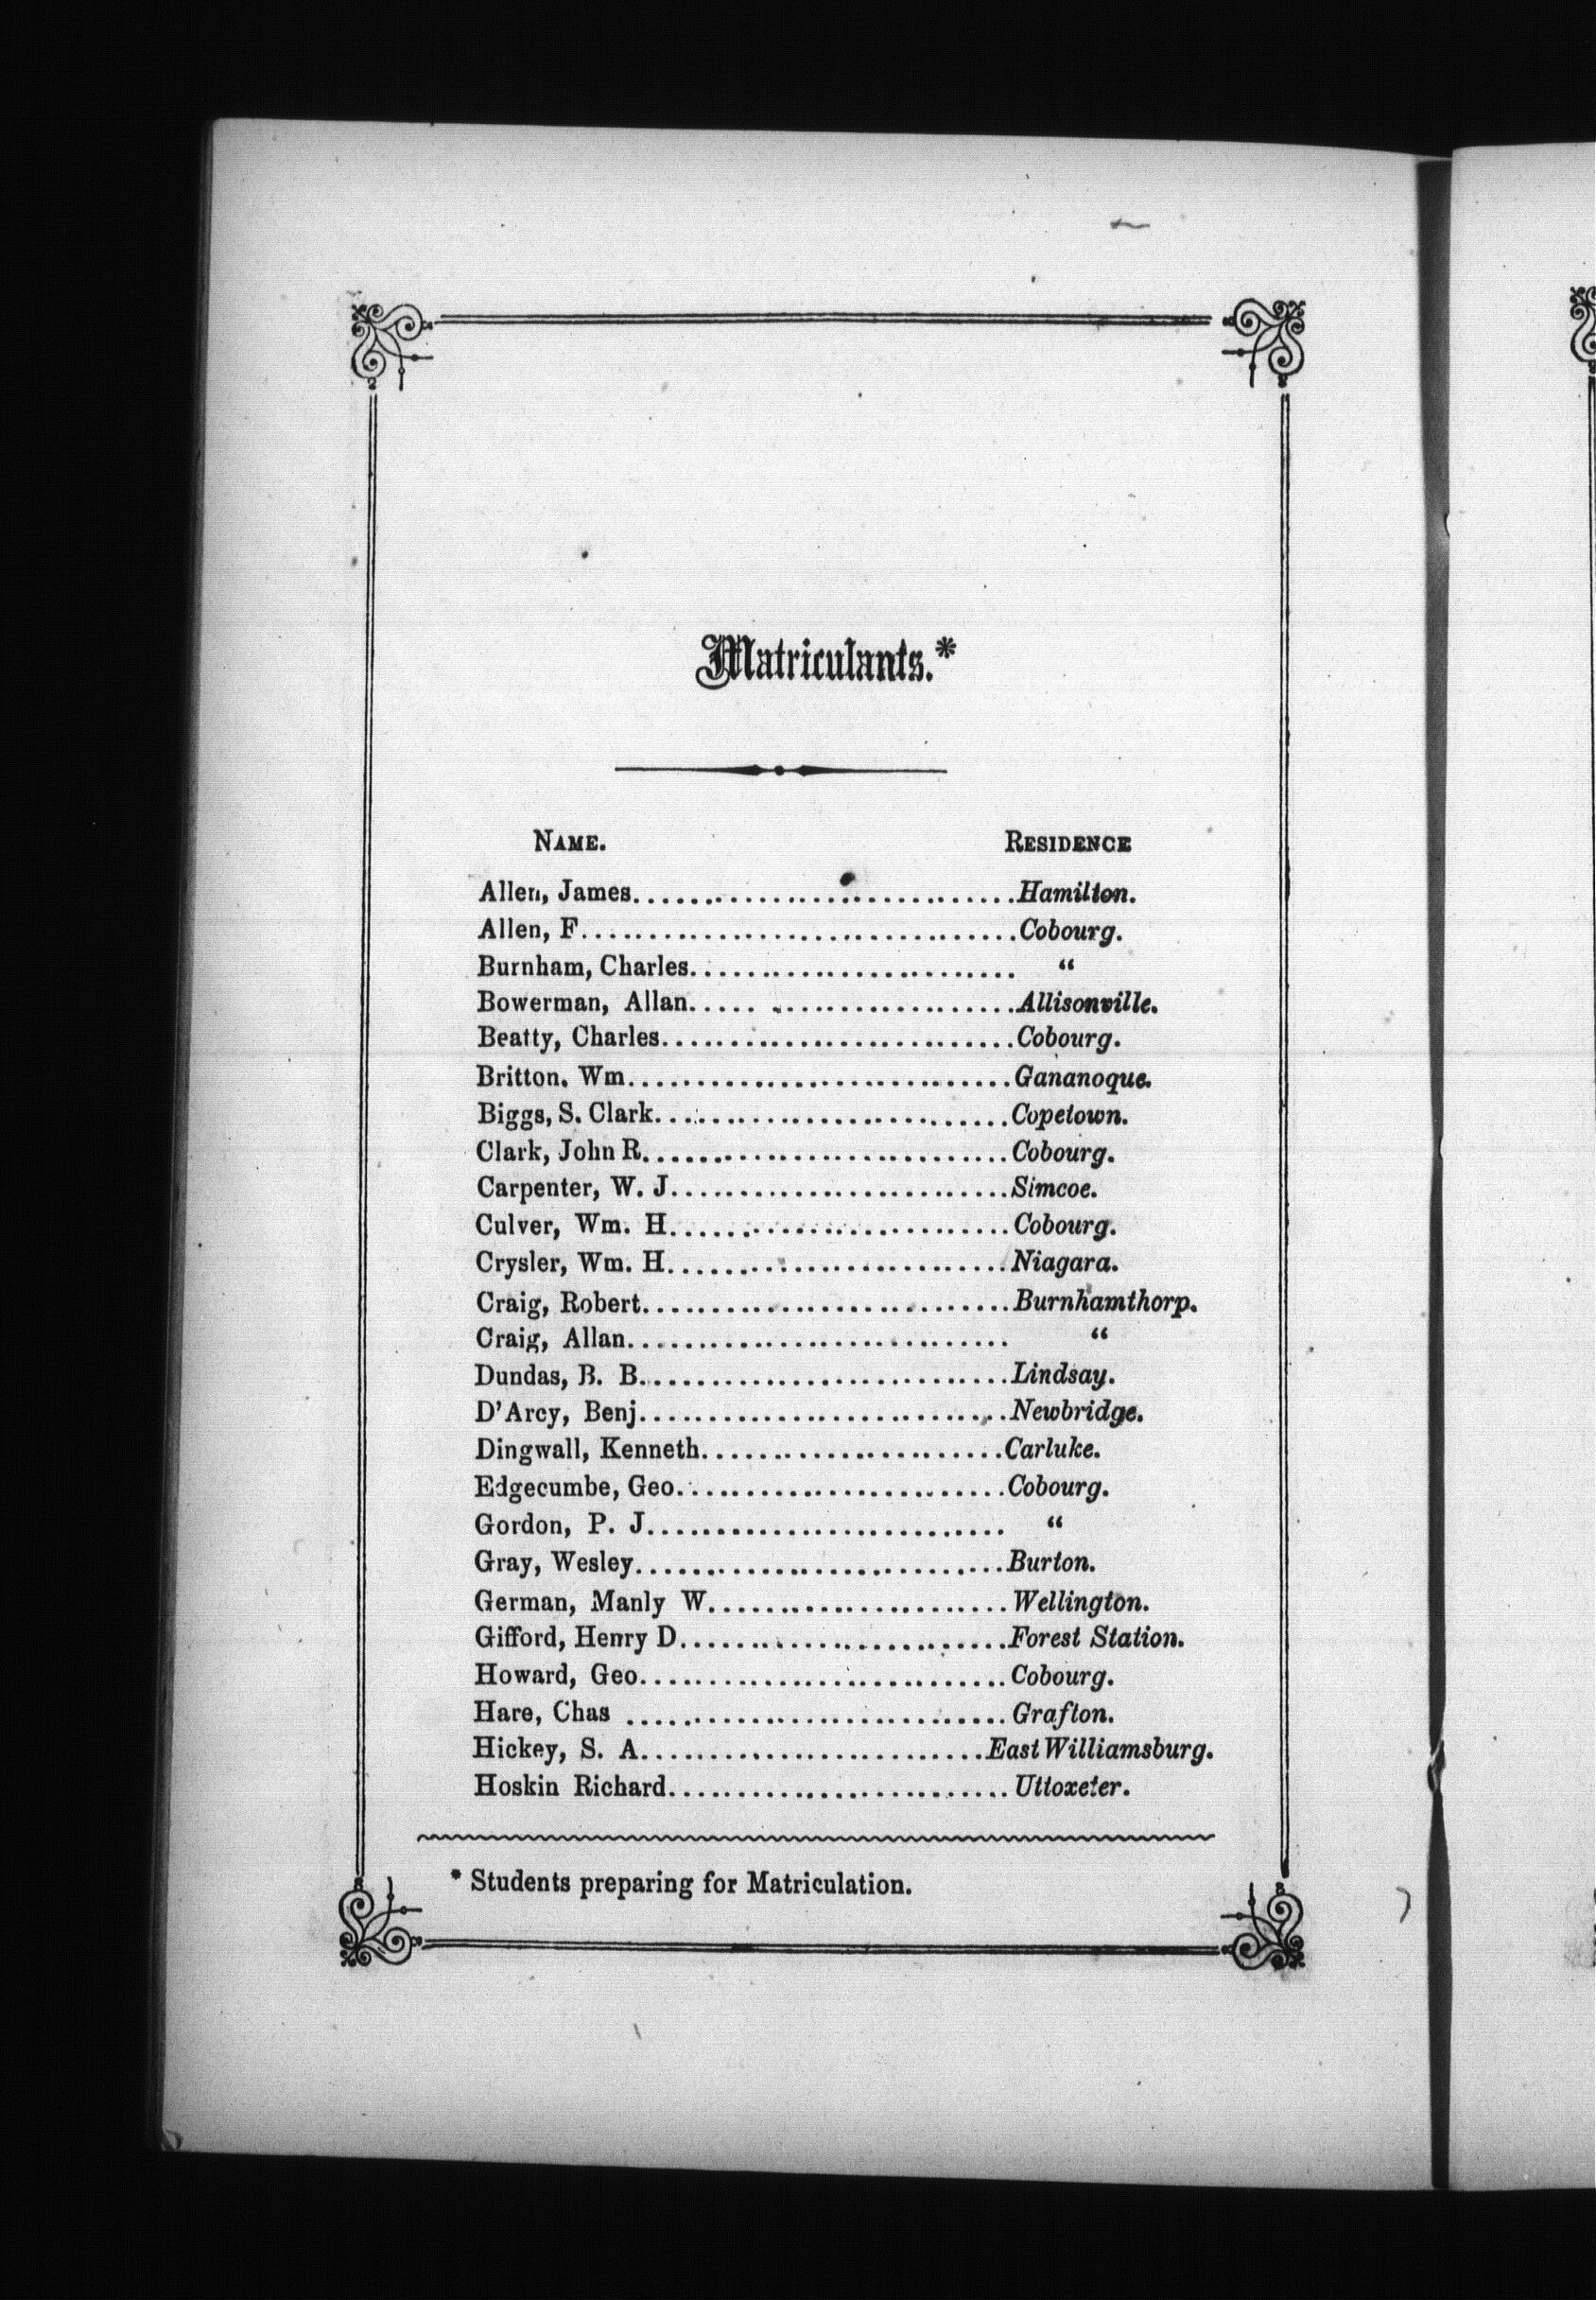 Matriculants.*
NAME. RESIDENCE
Allen, James............................Hamilton.
Allen, F................................Cobourg.
Burnham, Charles........................ “
Bowerman, Allan..... ..................Allisonville.
Beatty, Charles..........................Cobourg.
Britton. Wm............................Gananoque.
Biggs, S. Clark..........................Copetown.
Clark, John R...........................Cobourg.
Carpenter, W. J.........................Simcoe.
Culver, Wm. H.........................Cobourg.
Crysler, Wm. H.........................Niagara.
Craig, Robert...........................Burnhamthorp.
Craig, Allan............................ “
Dundas, B. B...........................Lindsay.
D'Arcy, Benj...........................Newbridge.
Dingwall, Kenneth......................Carluke.
Edgecumbe, Geo........................Cobourg.
Gordon, P. J.......................... “
Gray, Wesley...........................Burton.
German, Manly W......................Wellington.
Gifford, Henry D........................Forest Station.
Howard, Geo...........................Cobourg.
Hare, Chas ............................Grafton.
Hickey, S. A.........................East Williamsburg.
Hoskin Richard.........................Uttoxeter.
* Students preparing for Matriculation.